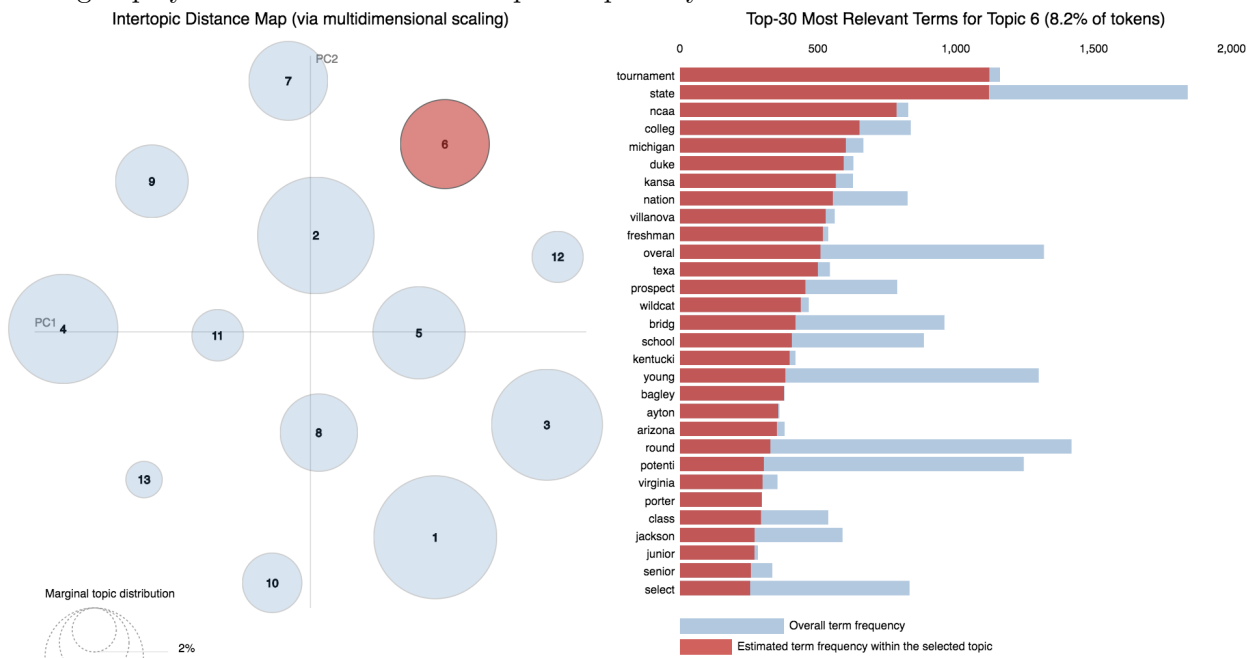 Intertopic Distance Map (via multidimensional scaling)
PC2
7
6
9
2
12
PC1
4
11
5
8
3
13
1
10
Marginal topic distribution
2%
Top-30 Most Relevant Terms for Topic 6 (8.2% of tokens)
0 500 1,000 1,500 2,000
tournament
state
ncaa
colleg
michigan
duke
kansa
nation
villanova
freshman
overal
texa
prospect
wildcat
bridg
school
kentucki
young
bagley
ayton
arizona
round
potenti
virginia
porter
class
jackson
junior
senior
select
Overall term frequency
Estimated term frequency within the selected topic